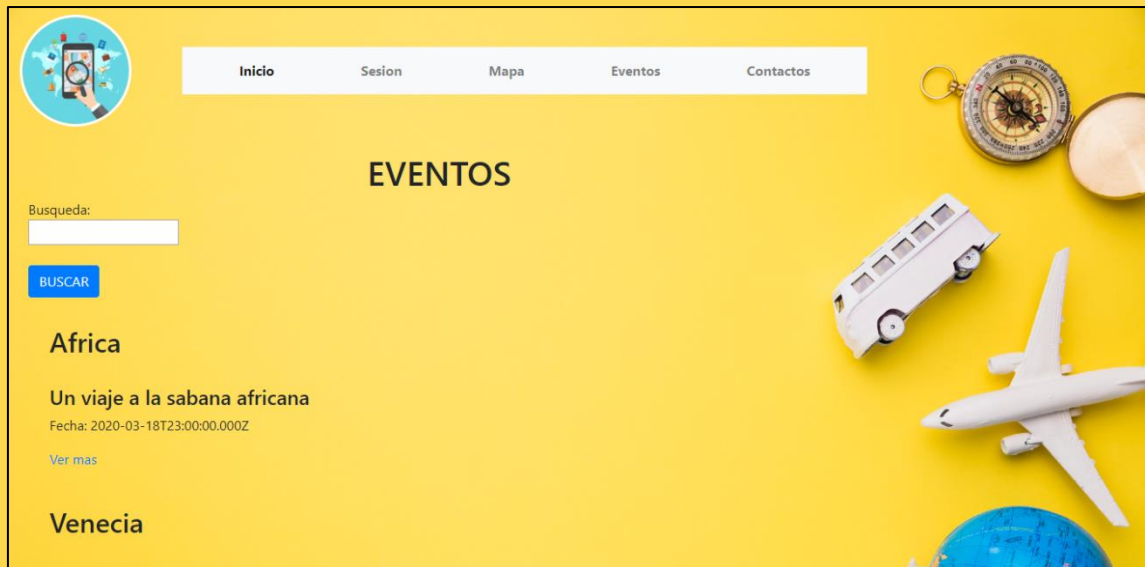 Inicio Sesion Mapa Eventos Contactos
EVENTOS
Busqueda:
BUSCAR
Africa
Un viaje a la sabana africana
Fecha: 2020-03-18T23:00:00.000Z
Ver mas
Venecia